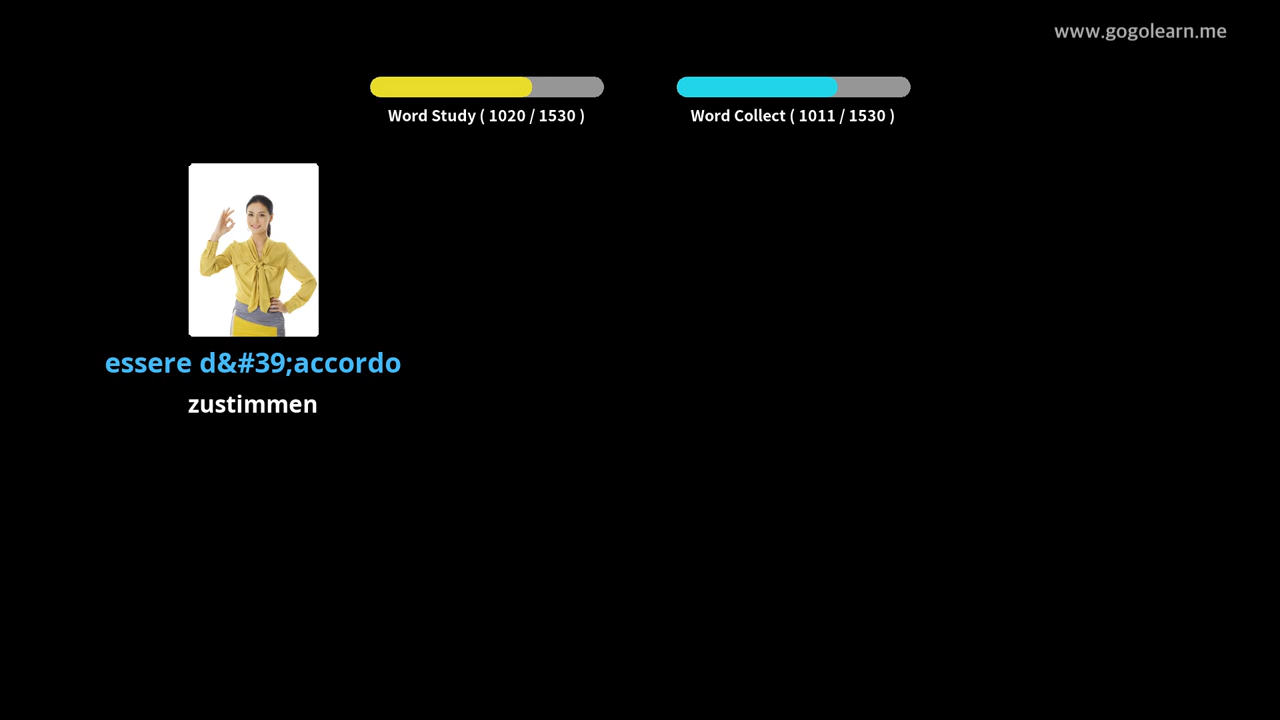 www.gogolearn.me
Word Study ( 1020 / 1530 )
Word Collect ( 1011 / 1530 )
essere d&#39;accordo
zustimmen